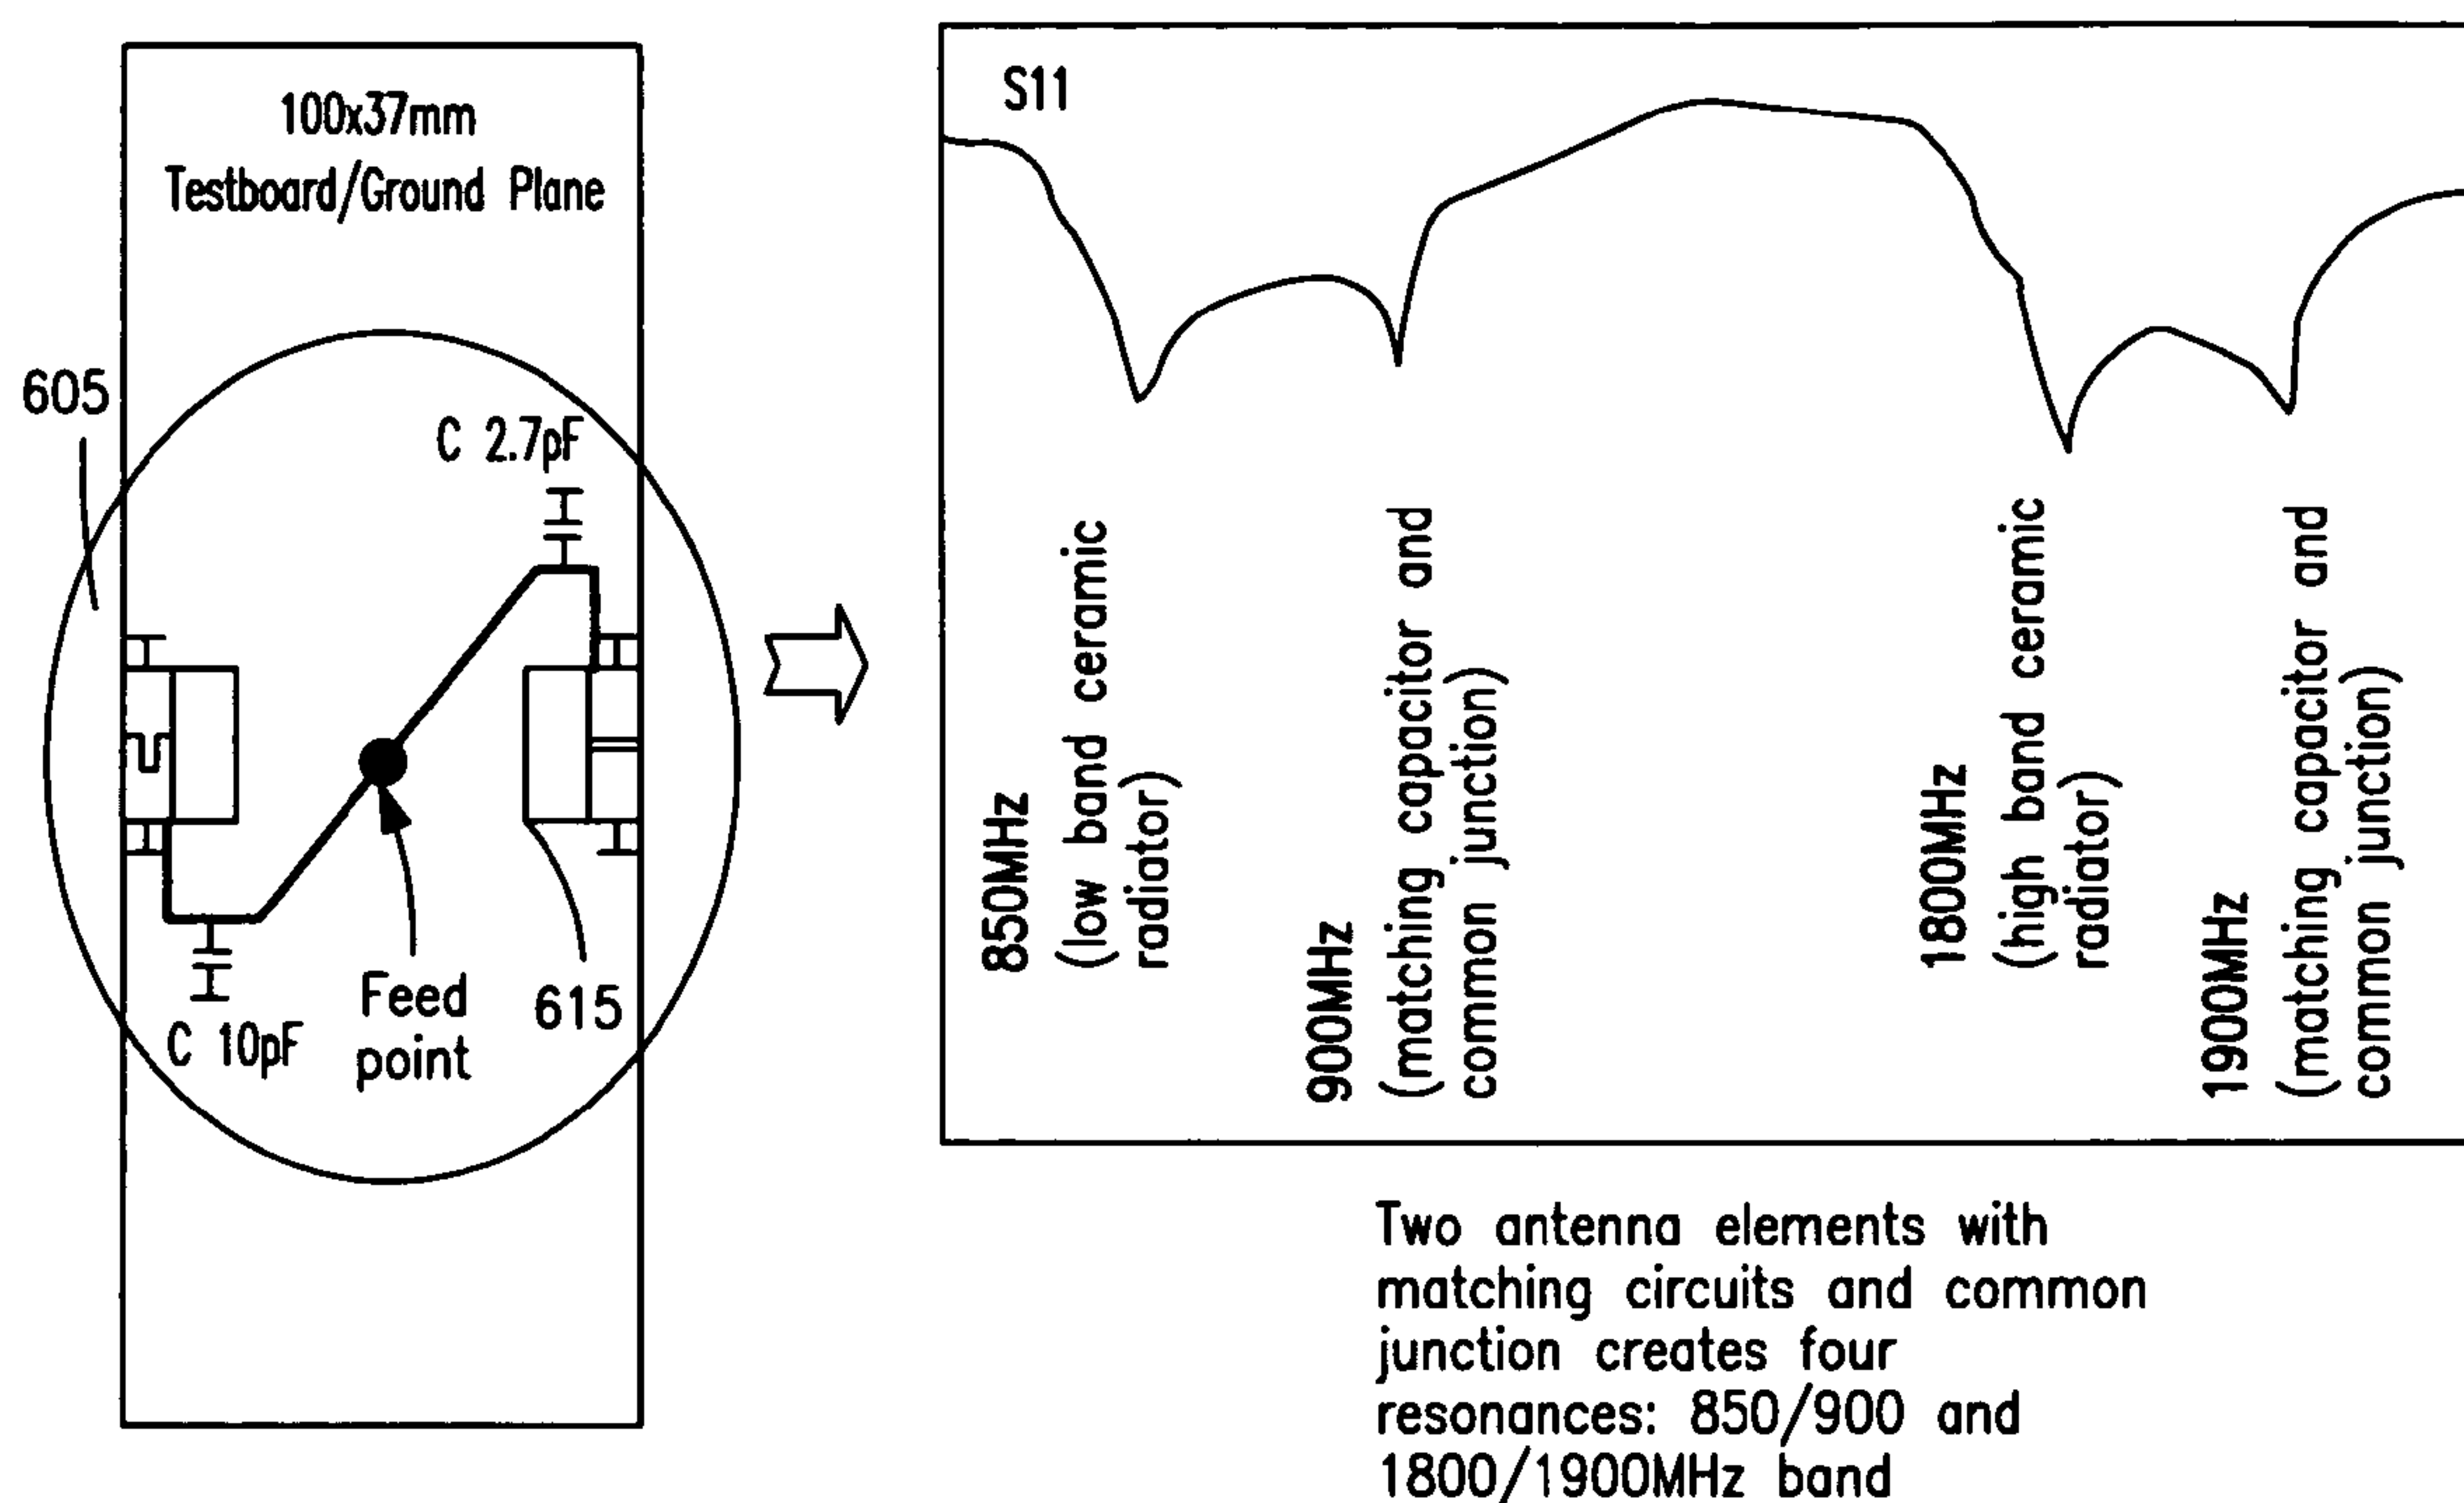 100x37mm
Testboard/Ground Plane
605
C 2.7pF
C 10pF
Feed
point
615
S11
850MHz
(low band ceramic
radiator)
900MHz
(matching capacitor and
common junction)
1800MHz
(high band ceramic
radiator)
1900MHz
(matching capacitor and
common junction)
Two antenna elements with
matching circuits and common
junction creates four
resonances: 850/900 and
1800/1900MHz band